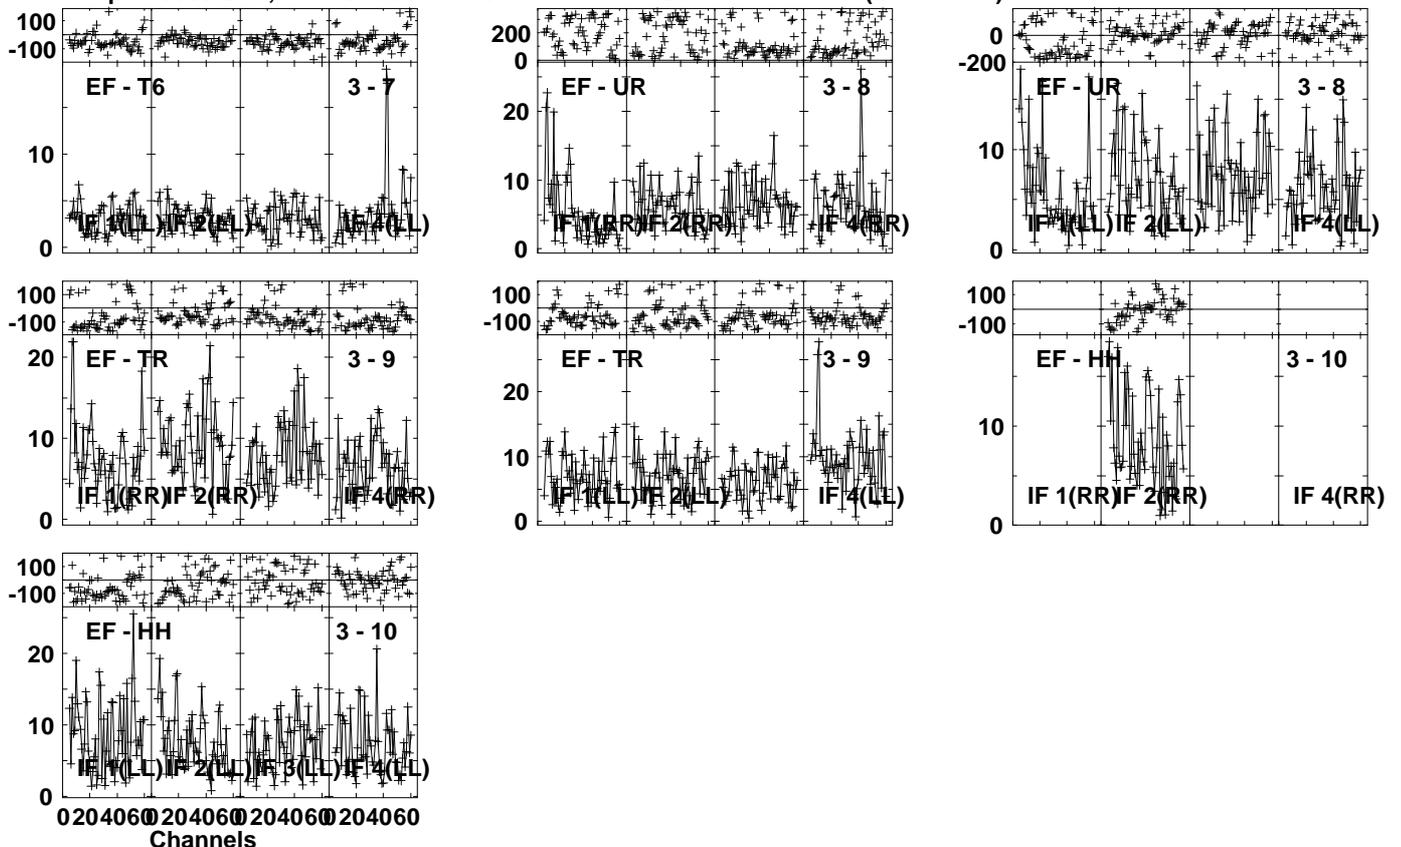 100
-100
EF - T6 3 - 7
10
0
IF 1(LL) IF 2(LL) IF 4(LL)
200
0
EF - UR 3 - 8
20
10
0
IF 1(RR) IF 2(RR) IF 4(RR)
0
-200
EF - UR 3 - 8
10
0
IF 1(LL) IF 2(LL) IF 4(LL)
100
-100
EF - TR 3 - 9
20
10
0
IF 1(RR) IF 2(RR) IF 4(RR)
100
-100
EF - TR 3 - 9
20
10
0
IF 1(LL) IF 2(LL) IF 4(LL)
100
-100
EF - HH 3 - 10
10
0
IF 1(RR) IF 2(RR) IF 4(RR)
100
-100
EF - HH 3 - 10
20
10
0
IF 1(LL) IF 2(LL) IF 3(LL) IF 4(LL)
0 20 40 60 0 20 40 60 0 20 40 60 0 20 40 60
Channels